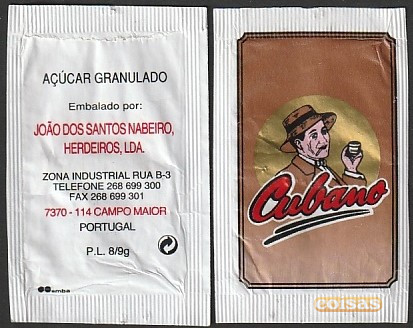 AÇÚCAR GRANULADO
Embalado por:
JOÃO DOS SANTOS NABEIRO,
HERDEIROS, LDA.
ZONA INDUSTRIAL RUA B-3
TELEFONE 268 699 300
FAX 268 699 301
7370 - 114 CAMPO MAIOR
PORTUGAL
P.L. 8/9g
emba
Cubano
coisas